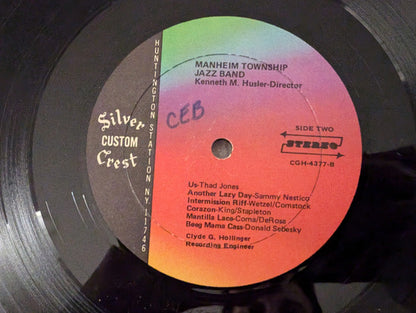 Silver
CUSTOM
Crest
HUNTINGTON STATION NY. 11746
MANHEIM TOWNSHIP
JAZZ BAND
Kenneth M. Husler-Director
CEB
SIDE TWO
STEREO
CGH-4377-B
Us-Thad Jones
Another Lazy Day-Sammy Nestico
Intermission Riff-Wetzel/Comstock
Corazon-King/Stapleton
Mantilla Lace-Coma/DeRosa
Beeg Mama Cass-Donald Sebesky
Clyde G. Hollinger
Recording Engineer